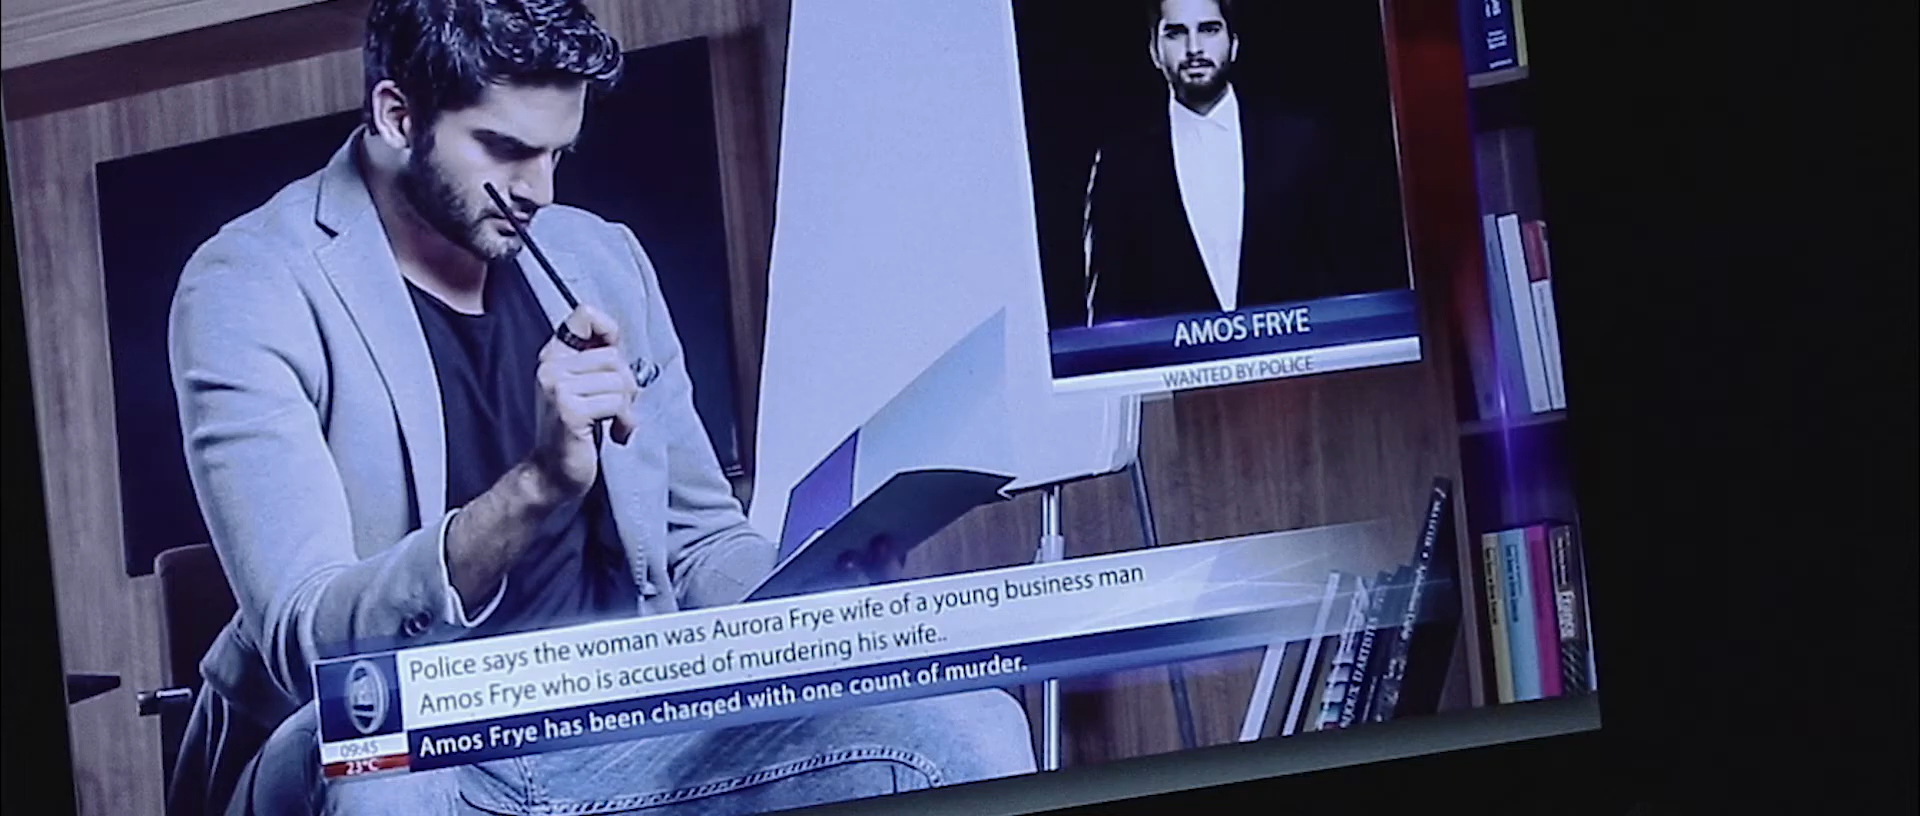 AMOS FRYE
WANTED BY POLICE
Police says the woman was Aurora Frye wife of a young business man
Amos Frye who is accused of murdering his wife..
Amos Frye has been charged with one count of murder.
09:45
23°C
France